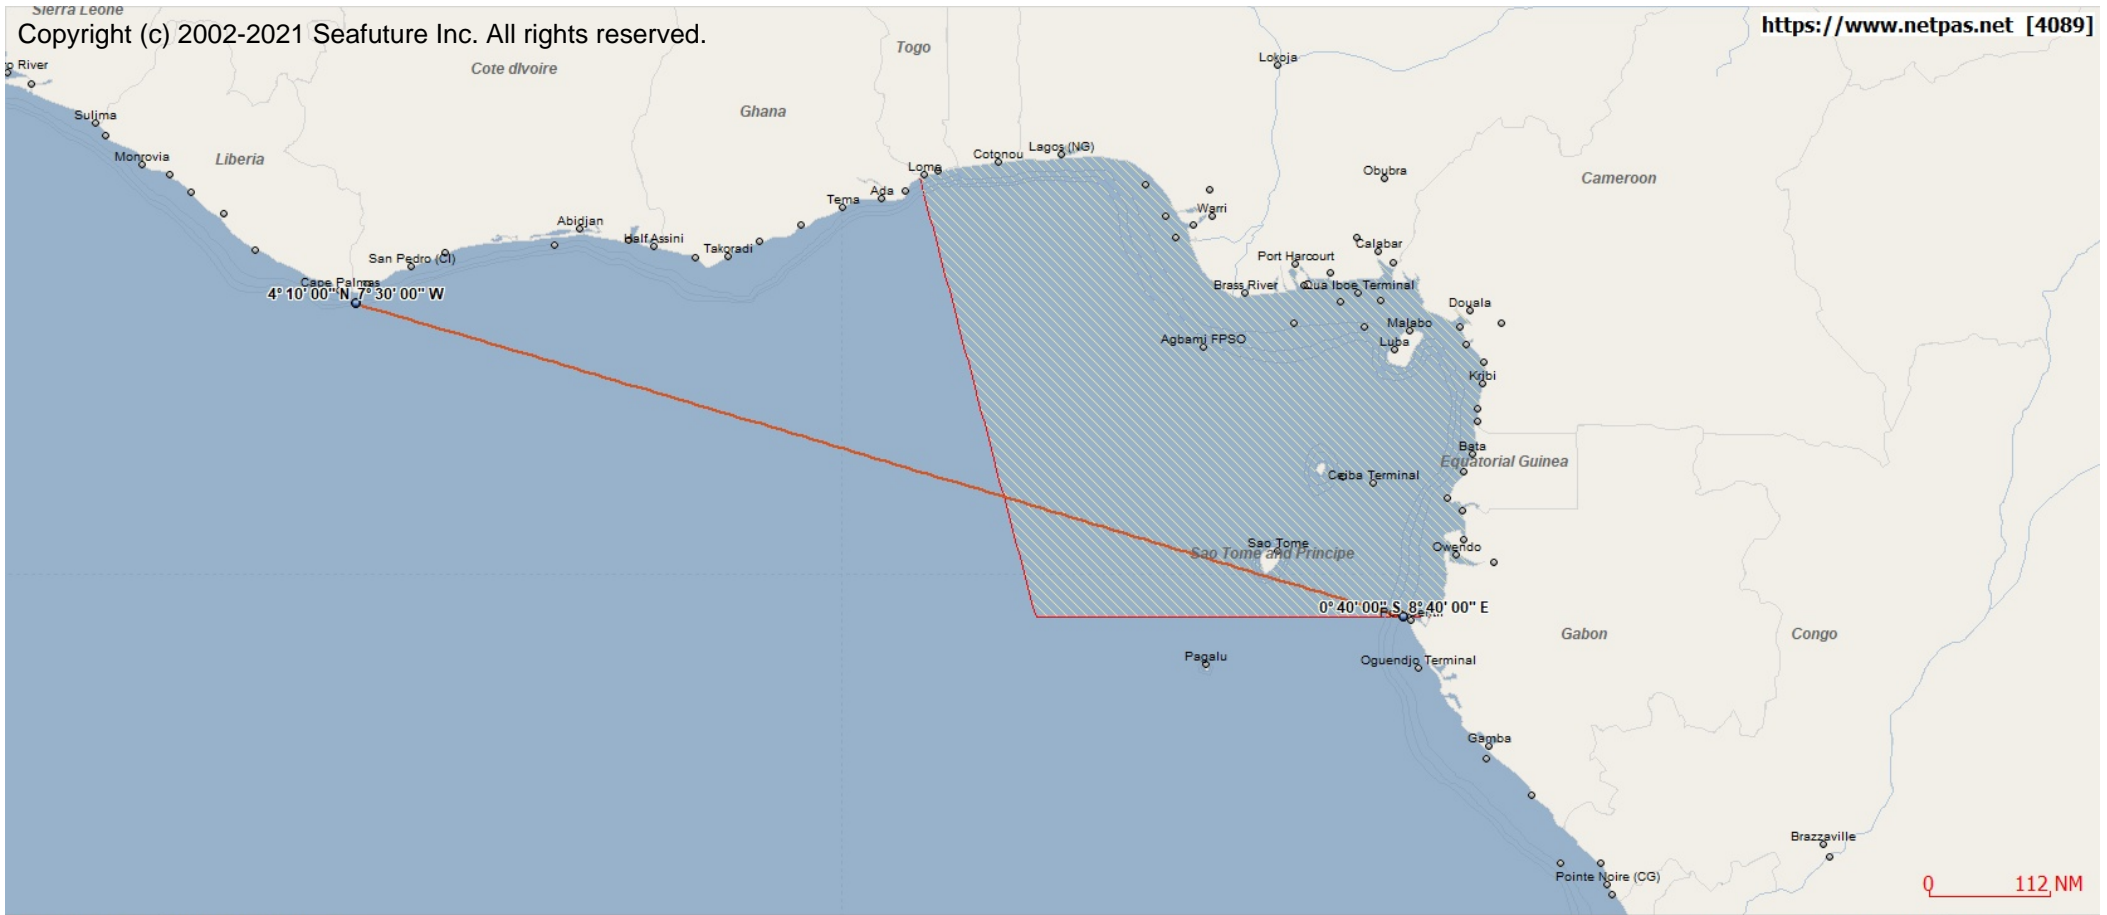 Sierra Leone
Copyright (c) 2002-2021 Seafuture Inc. All rights reserved.
https://www.netpas.net [4089]
Togo
Lokoja
ro River
Cote dIvoire
Ghana
Sulima
Monrovia
Liberia
Lome
Cotonou
Lagos (NG)
Obubra
Cameroon
Ada
Tema
Warri
Abidjan
Half Assini
Takoradi
Calabar
San Pedro (CI)
Port Harcourt
Cape Palmas
4° 10' 00" N 7° 30' 00" W
Brass River
Qua Iboe Terminal
Douala
Malabo
Agbami FPSO
Luba
Kribi
Bata
Equatorial Guinea
Ceiba Terminal
Sao Tome
Sao Tome and Principe
Owendo
0° 40' 00" S 8° 40' 00" E
Gabon
Congo
Pagalu
Oguendjo Terminal
Gamba
Brazzaville
Pointe Noire (CG)
0 112 NM